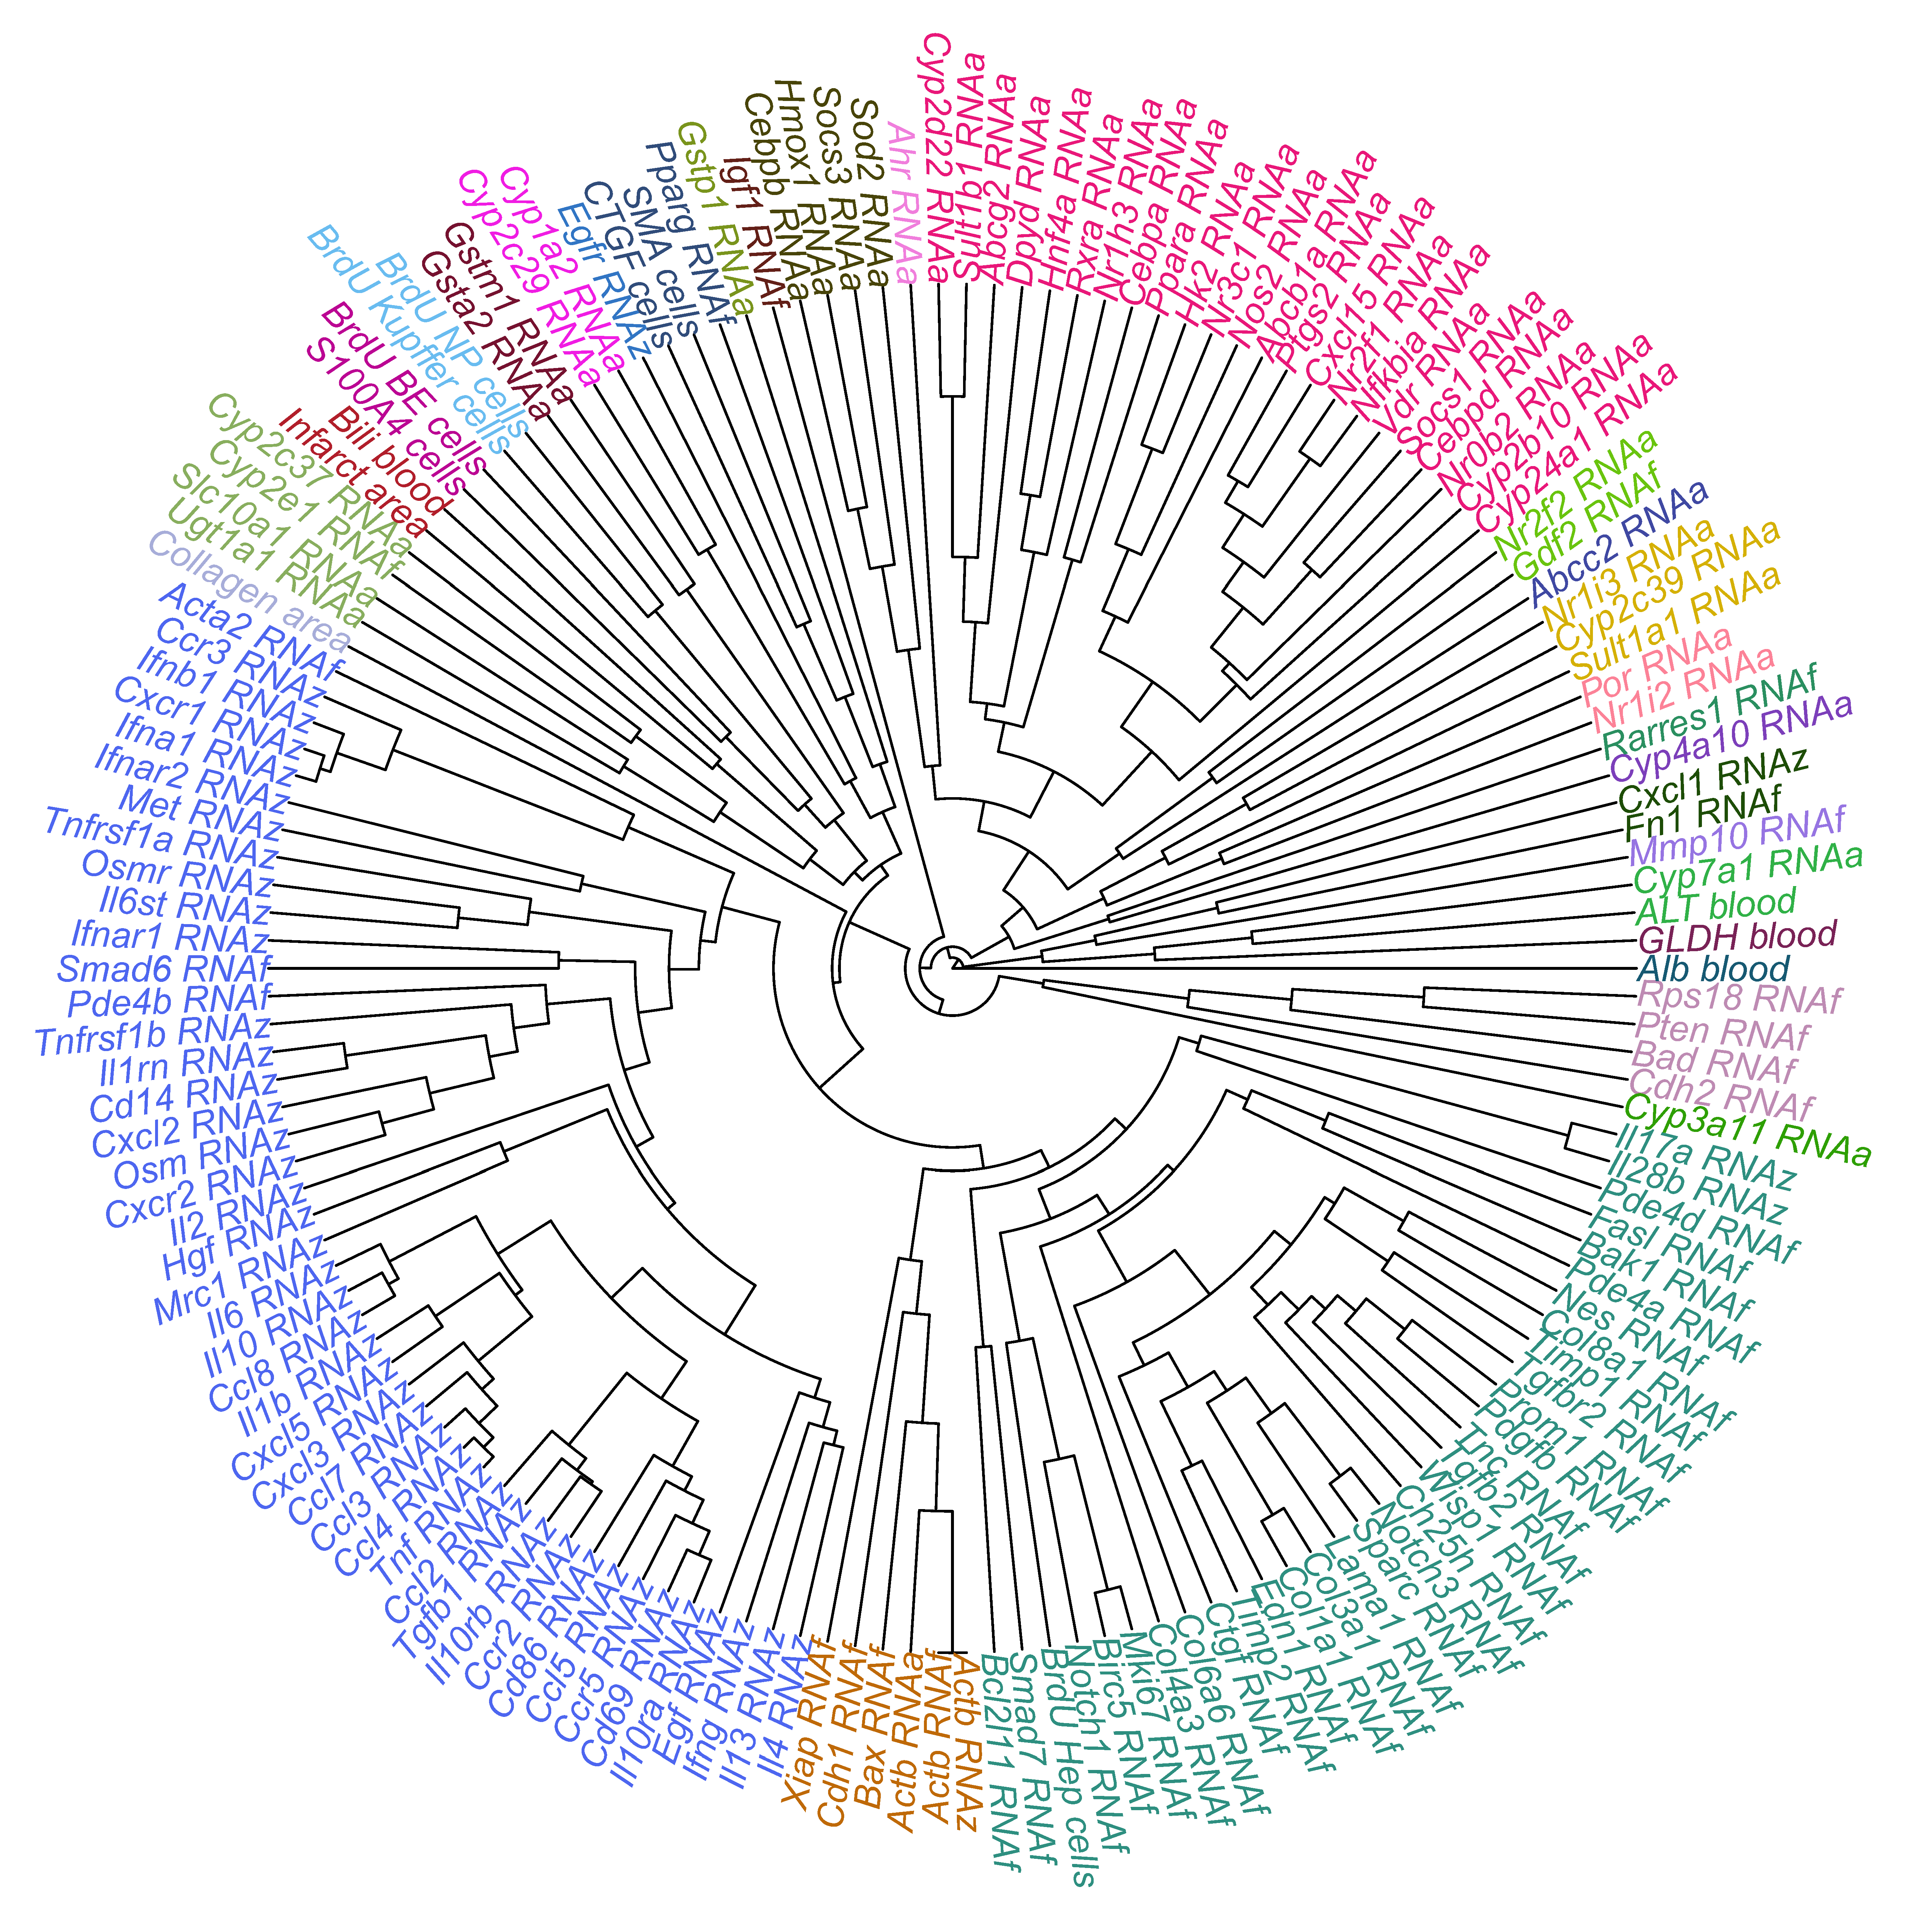 Cyp2d22 RNAa
Sult1b1 RNAa
Abcg2 RNAa
Dpyd RNAa
Hnf4a RNAa
Rxra RNAa
Nr1h3 RNAa
Cebpa RNAa
Ppara RNAa
Hk2 RNAa
Nr3c1 RNAa
Nos2 RNAa
Abcb1a RNAa
Ptgs2 RNAa
Cxcl15 RNAa
Nr2f1 RNAa
Nfkbia RNAa
Vdr RNAa
Socs1 RNAa
Cebpd RNAa
Nr0b2 RNAa
Cyp2b10 RNAa
Cyp24a1 RNAa
Nr2f2 RNAa
Gdf2 RNAf
Abcc2 RNAa
Nr1i3 RNAa
Cyp2c39 RNAa
Sult1a1 RNAa
Por RNAa
Nr1i2 RNAa
Rarres1 RNAf
Cyp4a10 RNAa
Cxcl1 RNAz
Fn1 RNAf
Mmp10 RNAf
Cyp7a1 RNAa
ALT blood
GLDH blood
Alb blood
Rps18 RNAf
Pten RNAf
Bad RNAf
Cdh2 RNAf
Cyp3a11 RNAa
Il17a RNAz
Il28b RNAz
Pde4d RNAf
Fasl RNAf
Bak1 RNAf
Pde4a RNAf
Nes RNAf
Col8a1 RNAf
Timp1 RNAf
Tgfbr2 RNAf
Prom1 RNAf
Pdgfb RNAf
Tnc RNAf
Tgfb2 RNAf
Wisp1 RNAf
Ch25h RNAf
Notch3 RNAf
Sparc RNAf
Lama1 RNAf
Col3a1 RNAf
Col1a1 RNAf
Edn1 RNAf
Timp2 RNAf
Ctgf RNAf
Col6a6 RNAf
Col4a3 RNAf
Mki67 RNAf
Birc5 RNAf
Notch1 RNAf
BrdU Hep cells
Smad7 RNAf
Bcl2l11 RNAf
Actb RNAz
Actb RNAf
Actb RNAa
Bax RNAf
Cdh1 RNAf
Xiap RNAf
Il4 RNAz
Il13 RNAz
Ifng RNAz
Egf RNAz
Il10ra RNAz
Cd69 RNAz
Ccr5 RNAz
Ccl5 RNAz
Cd86 RNAz
Ccr2 RNAz
Il10rb RNAz
Tgfb1 RNAz
Ccl2 RNAz
Tnf RNAz
Ccl4 RNAz
Ccl3 RNAz
Ccl7 RNAz
Cxcl3 RNAz
Cxcl5 RNAz
Il1b RNAz
Ccl8 RNAz
Il10 RNAz
Il6 RNAz
Mrc1 RNAz
Hgf RNAz
Il2 RNAz
Cxcr2 RNAz
Osm RNAz
Cxcl2 RNAz
Cd14 RNAz
Il1rn RNAz
Tnfrsf1b RNAz
Pde4b RNAf
Smad6 RNAf
Ifnar1 RNAz
Il6st RNAz
Osmr RNAz
Tnfrsf1a RNAz
Met RNAz
Ifnar2 RNAz
Ifna1 RNAz
Cxcr1 RNAz
Ifnb1 RNAz
Ccr3 RNAz
Acta2 RNAf
Collagen area
Ugt1a1 RNAa
Slc10a1 RNAa
Cyp2e1 RNAf
Cyp2c37 RNAa
Infarct area
Bili blood
S100A4 cells
BrdU BE cells
BrdU Kupffer cells
BrdU NP cells
Gsta2 RNAa
Gstm1 RNAa
Cyp2c29 RNAa
Cyp1a2 RNAa
Egfr RNAz
CTGF cells
SMA cells
Pparg RNAf
Gstp1 RNAa
Igf1 RNAf
Cebpb RNAa
Hmox1 RNAa
Socs3 RNAa
Sod2 RNAa
Ahr RNAa